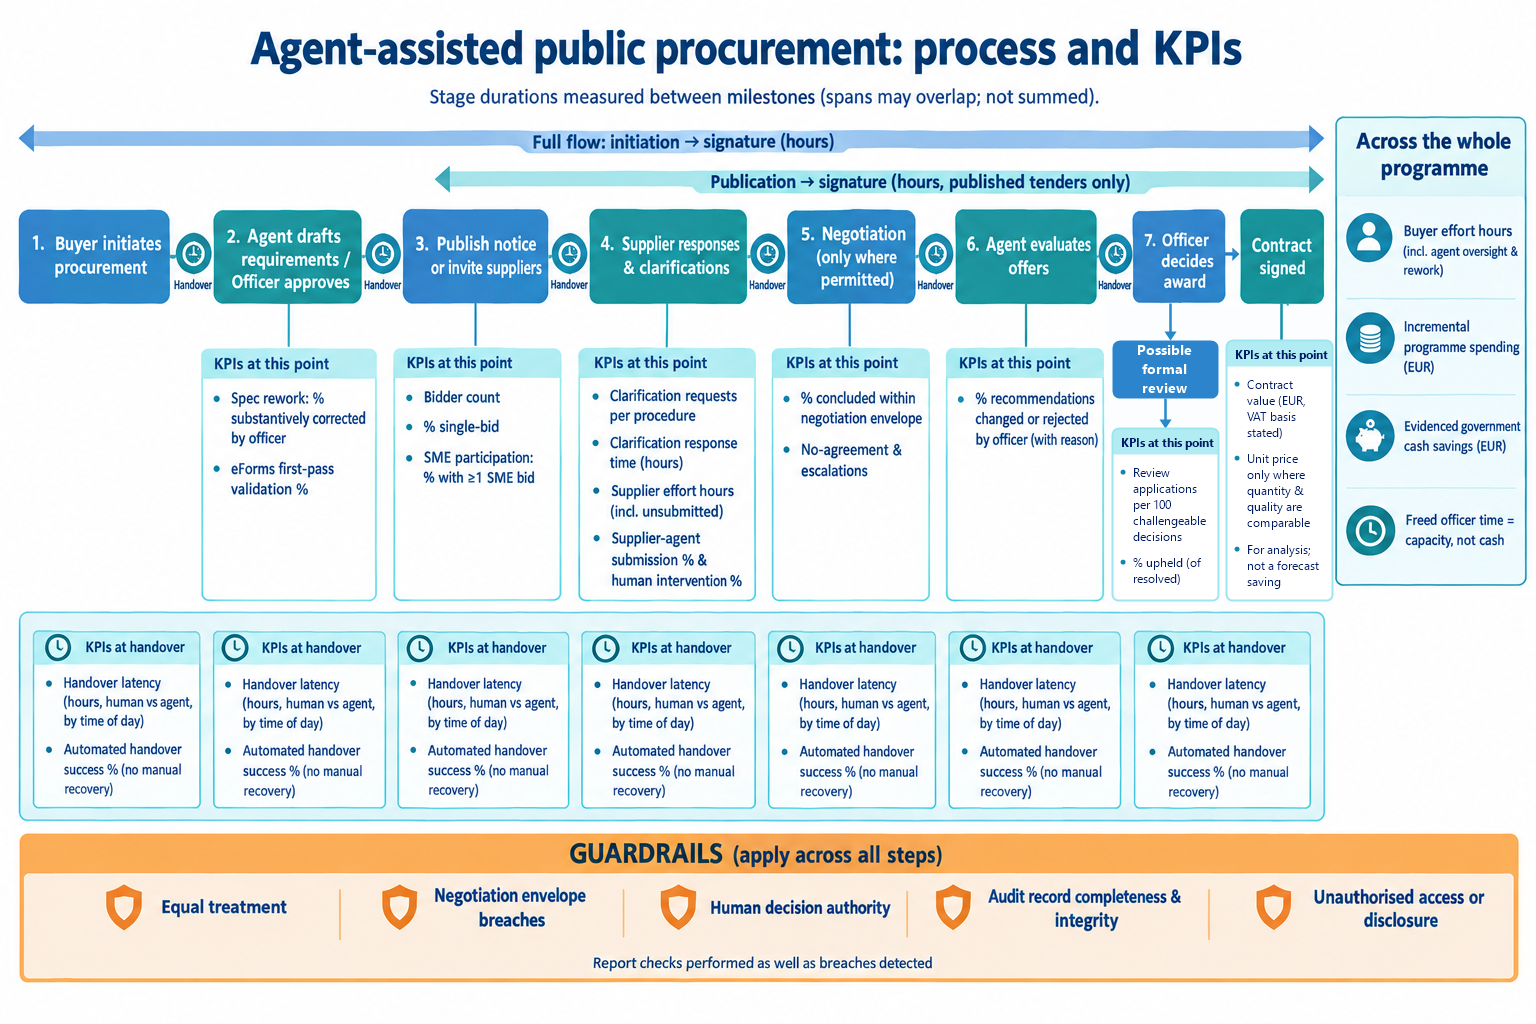 Agent-assisted public procurement: process and KPIs
Stage durations measured between milestones (spans may overlap; not summed).
Full flow: initiation → signature (hours)
Publication → signature (hours, published tenders only)
1. Buyer initiates
procurement
Handover
2. Agent drafts
requirements /
Officer approves
Handover
3. Publish notice
or invite suppliers
Handover
4. Supplier responses
& clarifications
Handover
5. Negotiation
(only where
permitted)
Handover
6. Agent evaluates
offers
Handover
7. Officer
decides
award
Contract
signed
KPIs at this point
• Spec rework: %
substantively corrected
by officer
• eForms first-pass
validation %
KPIs at this point
• Bidder count
• % single-bid
• SME participation:
% with ≥1 SME bid
KPIs at this point
• Clarification requests
per procedure
• Clarification response
time (hours)
• Supplier effort hours
(incl. unsubmitted)
• Supplier-agent
submission % &
human intervention %
KPIs at this point
• % concluded within
negotiation envelope
• No-agreement &
escalations
KPIs at this point
• % recommendations
changed or rejected
by officer (with reason)
Possible
formal
review
KPIs at this point
• Review
applications
per 100
challengeable
decisions
• % upheld (of
resolved)
KPIs at this point
• Contract
value (EUR,
VAT basis
stated)
• Unit price
only where
quantity &
quality are
comparable
• For analysis;
not a forecast
saving
Across the whole
programme
Buyer effort hours
(incl. agent oversight &
rework)
Incremental
programme spending
(EUR)
Evidenced government
cash savings (EUR)
Freed officer time =
capacity, not cash
KPIs at handover
• Handover latency
(hours, human vs agent,
by time of day)
• Automated handover
success % (no manual
recovery)
KPIs at handover
• Handover latency
(hours, human vs agent,
by time of day)
• Automated handover
success % (no manual
recovery)
KPIs at handover
• Handover latency
(hours, human vs agent,
by time of day)
• Automated handover
success % (no manual
recovery)
KPIs at handover
• Handover latency
(hours, human vs agent,
by time of day)
• Automated handover
success % (no manual
recovery)
KPIs at handover
• Handover latency
(hours, human vs agent,
by time of day)
• Automated handover
success % (no manual
recovery)
KPIs at handover
• Handover latency
(hours, human vs agent,
by time of day)
• Automated handover
success % (no manual
recovery)
KPIs at handover
• Handover latency
(hours, human vs agent,
by time of day)
• Automated handover
success % (no manual
recovery)
GUARDRAILS (apply across all steps)
Equal treatment
Negotiation envelope
breaches
Human decision authority
Audit record completeness &
integrity
Unauthorised access or
disclosure
Report checks performed as well as breaches detected